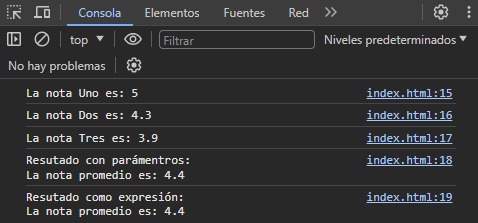 Consola Elementos Fuentes Red
top Filtrar Niveles predeterminados
No hay problemas
La nota Uno es: 5 index.html:15
La nota Dos es: 4.3 index.html:16
La nota Tres es: 3.9 index.html:17
Resutado con parámentros: index.html:18
La nota promedio es: 4.4
Resutado como expresión: index.html:19
La nota promedio es: 4.4